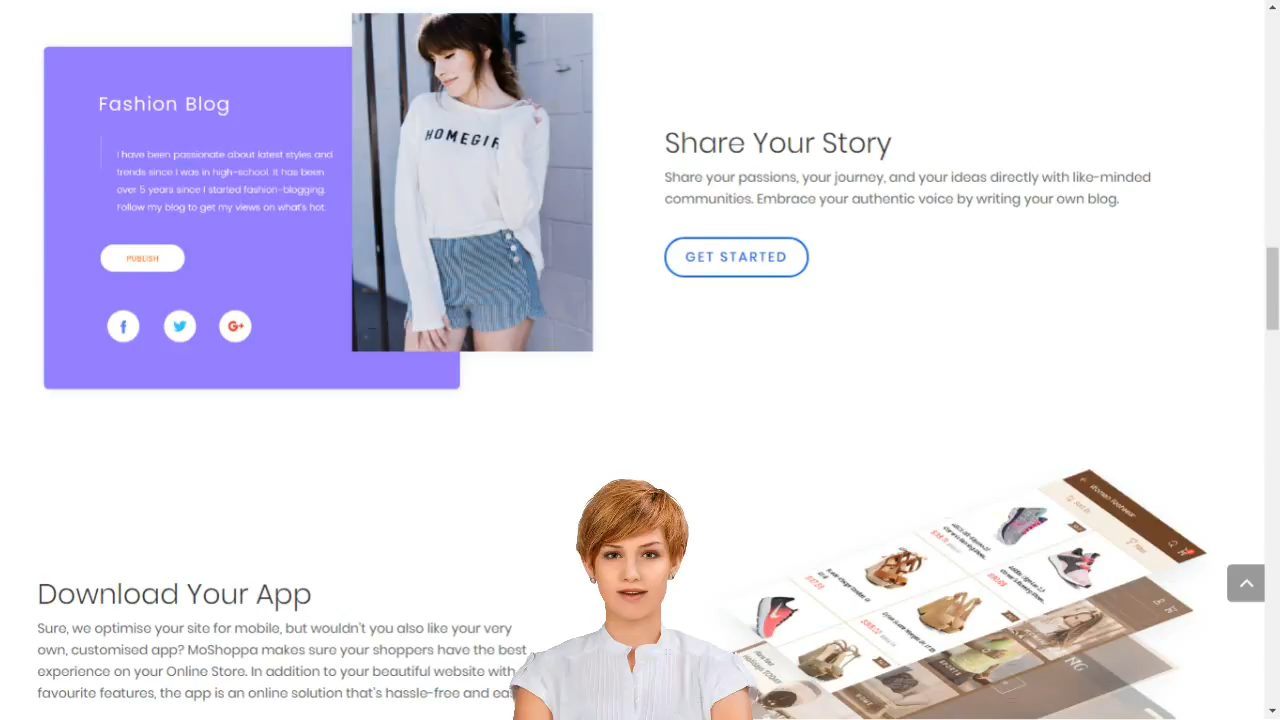 Fashion Blog
I have been passionate about latest styles and
trends since I was in high-school. It has been
over 5 years since I started fashion-blogging.
Follow my blog to get my views on what's hot.
PUBLISH
HOMEGIR
Share Your Story
Share your passions, your journey, and your ideas directly with like-minded
communities. Embrace your authentic voice by writing your own blog.
GET STARTED
Download Your App
Sure, we optimise your site for mobile, but wouldn't you also like your very
own, customised app? MoShoppa makes sure your shoppers have the best
experience on your Online Store. In addition to your beautiful website with
favourite features, the app is an online solution that's hassle-free and
Women Footwear
SPORTS